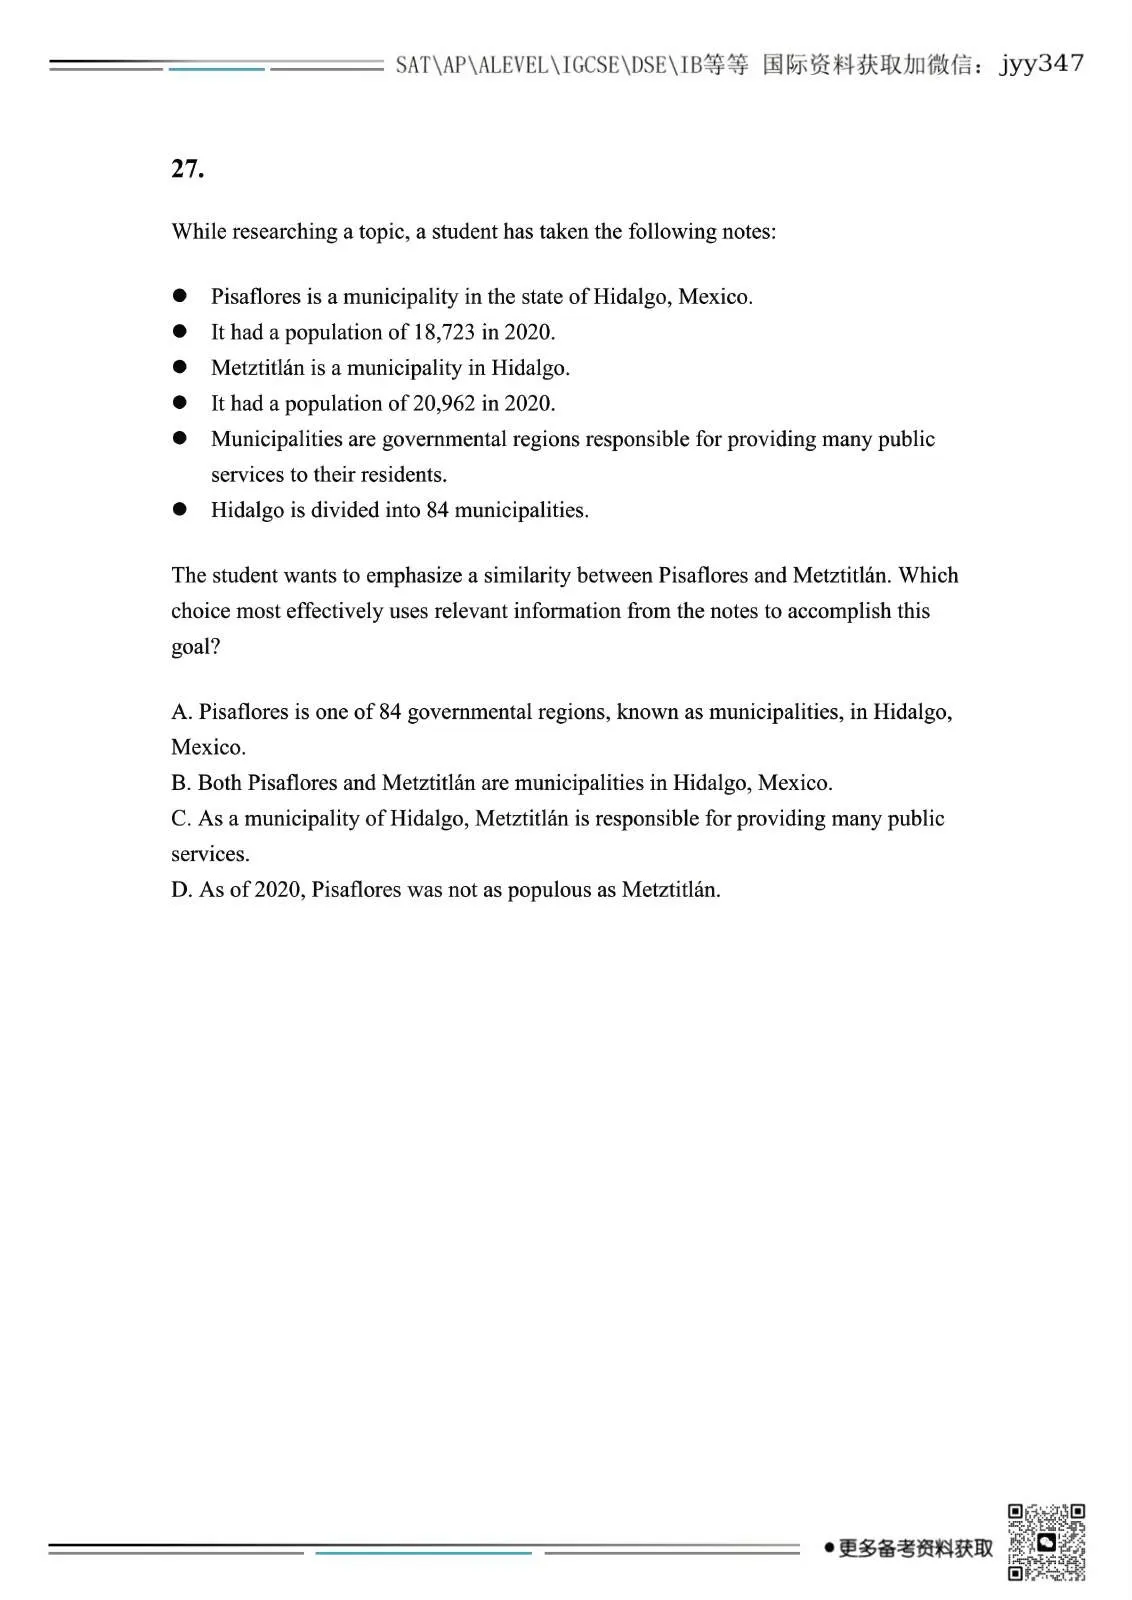 SAT\AP\ALEVEL\IGCSE\DSE\IB等等 国际资料获取加微信: jyy347
27.
While researching a topic, a student has taken the following notes:
● Pisaflores is a municipality in the state of Hidalgo, Mexico.
● It had a population of 18,723 in 2020.
● Metztitlán is a municipality in Hidalgo.
● It had a population of 20,962 in 2020.
● Municipalities are governmental regions responsible for providing many public
services to their residents.
● Hidalgo is divided into 84 municipalities.
The student wants to emphasize a similarity between Pisaflores and Metztitlán. Which
choice most effectively uses relevant information from the notes to accomplish this
goal?
A. Pisaflores is one of 84 governmental regions, known as municipalities, in Hidalgo,
Mexico.
B. Both Pisaflores and Metztitlán are municipalities in Hidalgo, Mexico.
C. As a municipality of Hidalgo, Metztitlán is responsible for providing many public
services.
D. As of 2020, Pisaflores was not as populous as Metztitlán.
●更多备考资料获取